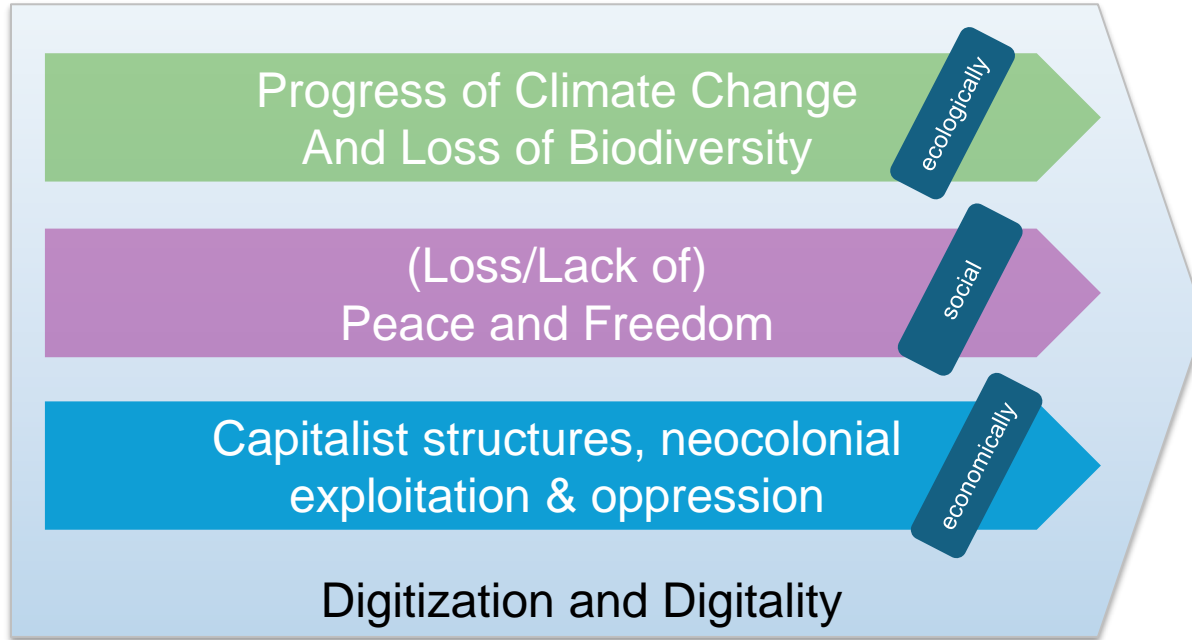 Progress of Climate Change
And Loss of Biodiversity
ecologically
(Loss/Lack of)
Peace and Freedom
social
Capitalist structures, neocolonial
exploitation & oppression
economically
Digitization and Digitality